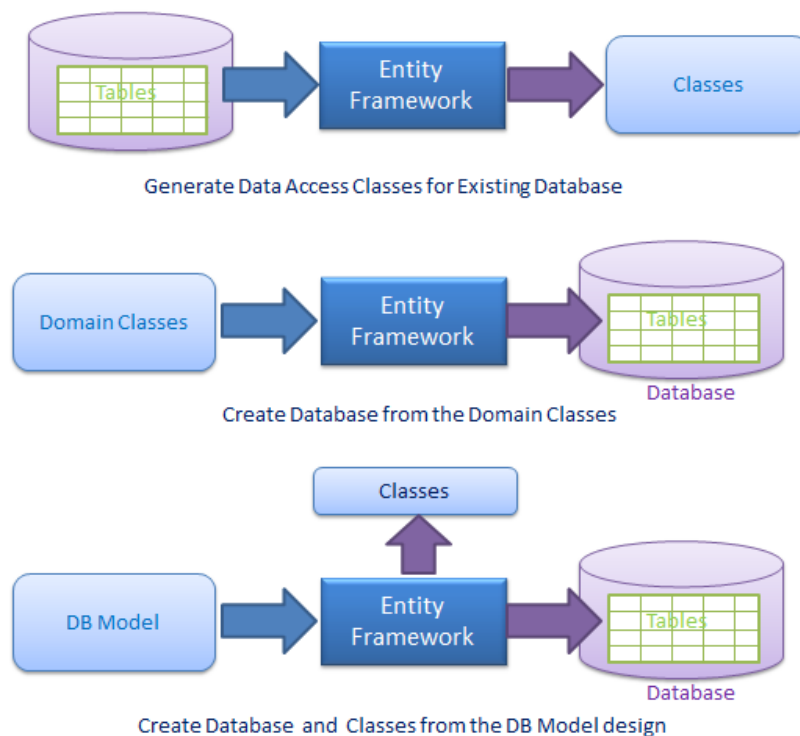 Tables
Entity
Framework
Classes
Generate Data Access Classes for Existing Database
Domain Classes
Entity
Framework
Tables
Database
Create Database from the Domain Classes
Classes
DB Model
Entity
Framework
Tables
Database
Create Database and Classes from the DB Model design